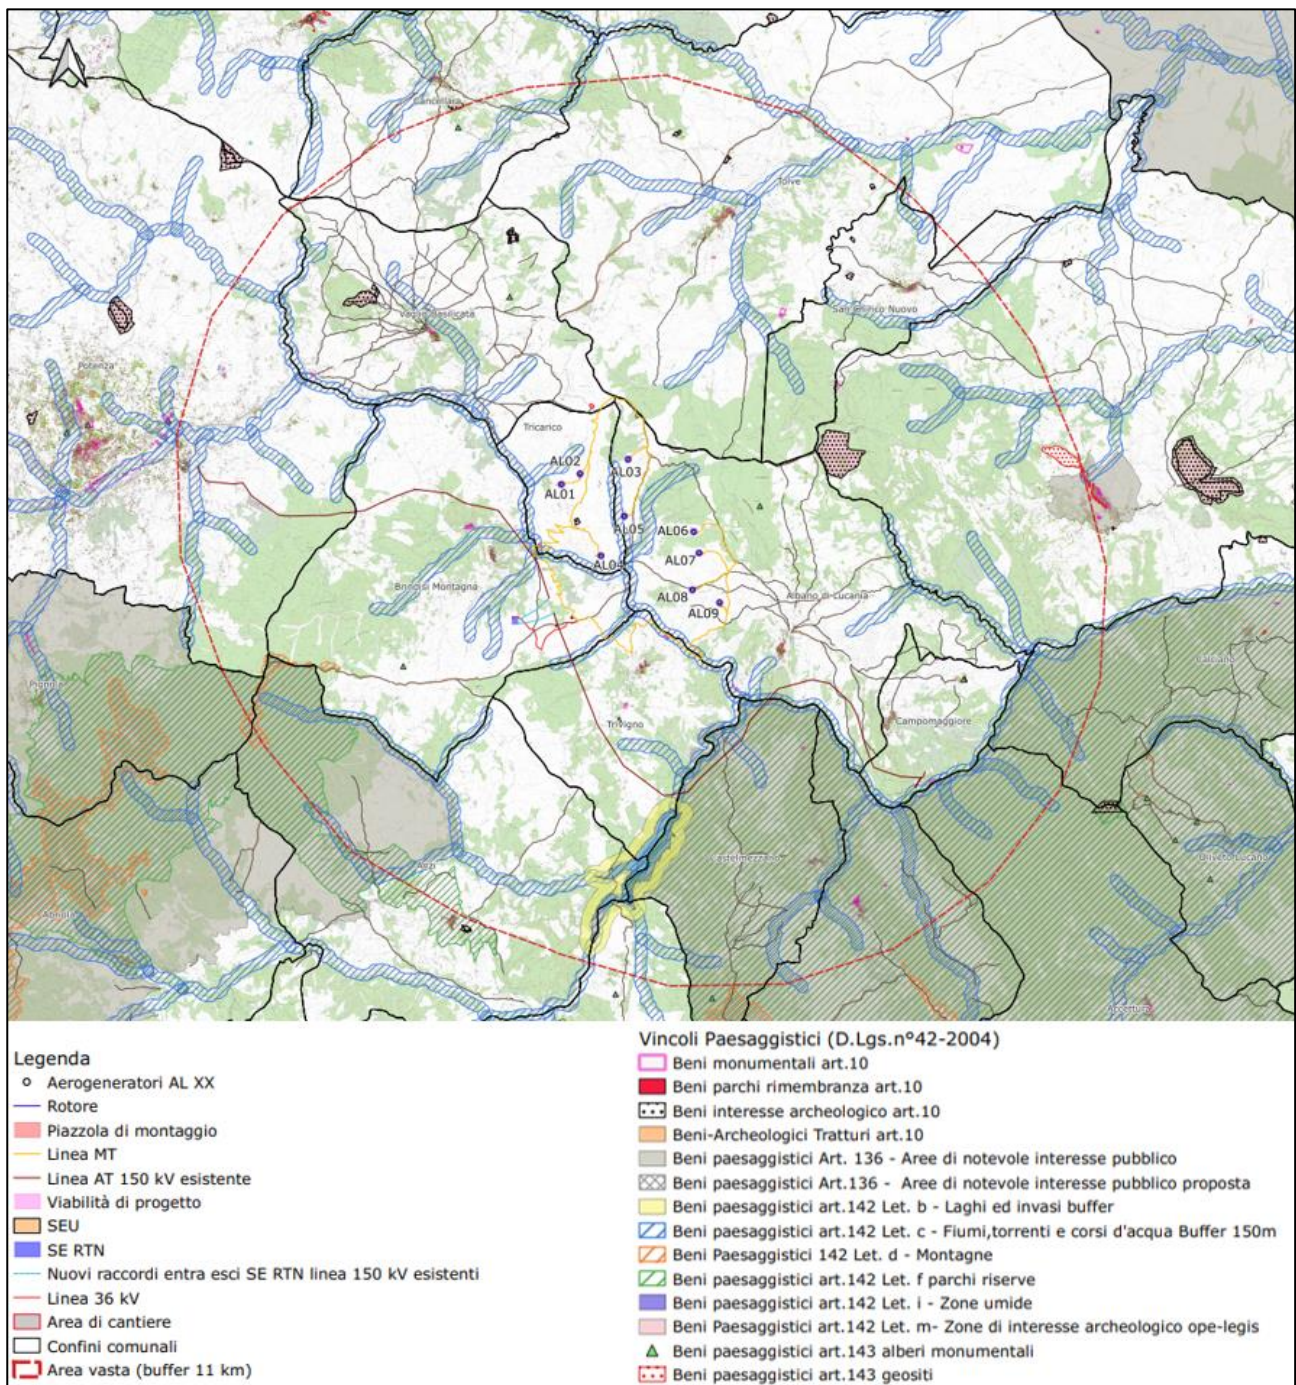 Cancellara
Tolve
Vaglio Basilicata
San Chirico Nuovo
Potenza
Tricarico
AL02
AL03
AL01
AL05
AL06
AL04
AL07
Brindisi Montagna
AL08
Albano di Lucania
AL09
Calciano
Pignola
Trivigno
Campomaggiore
Castelmezzano
Oliveto Lucano
Anzi
Abriola
Accettura
Legenda
Aerogeneratori AL XX
Rotore
Piazzola di montaggio
Linea MT
Linea AT 150 kV esistente
Viabilità di progetto
SEU
SE RTN
Nuovi raccordi entra esci SE RTN linea 150 kV esistenti
Linea 36 kV
Area di cantiere
Confini comunali
Area vasta (buffer 11 km)
Vincoli Paesaggistici (D.Lgs.nº42-2004)
Beni monumentali art.10
Beni parchi rimembranza art.10
Beni interesse archeologico art.10
Beni-Archeologici Tratturi art.10
Beni paesaggistici Art. 136 - Aree di notevole interesse pubblico
Beni paesaggistici Art.136 - Aree di notevole interesse pubblico proposta
Beni paesaggistici art.142 Let. b - Laghi ed invasi buffer
Beni paesaggistici art.142 Let. c - Fiumi,torrenti e corsi d'acqua Buffer 150m
Beni Paesaggistici 142 Let. d - Montagne
Beni paesaggistici art.142 Let. f parchi riserve
Beni paesaggistici art.142 Let. i - Zone umide
Beni Paesaggistici art.142 Let. m- Zone di interesse archeologico ope-legis
Beni paesaggistici art.143 alberi monumentali
Beni paesaggistici art.143 geositi